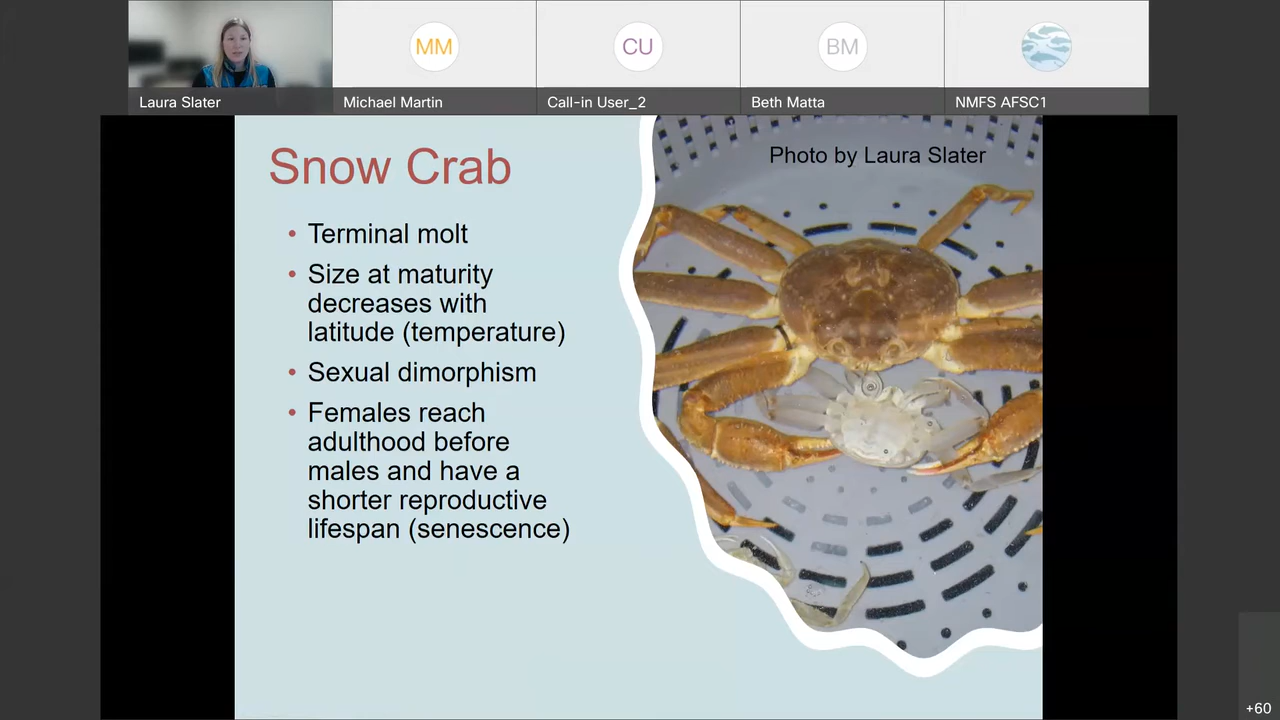 MM
CU
BM
Laura Slater
Michael Martin
Call-in User_2
Beth Matta
NMFS AFSC1
Snow Crab
Photo by Laura Slater
• Terminal molt
• Size at maturity
decreases with
latitude (temperature)
• Sexual dimorphism
• Females reach
adulthood before
males and have a
shorter reproductive
lifespan (senescence)
+60